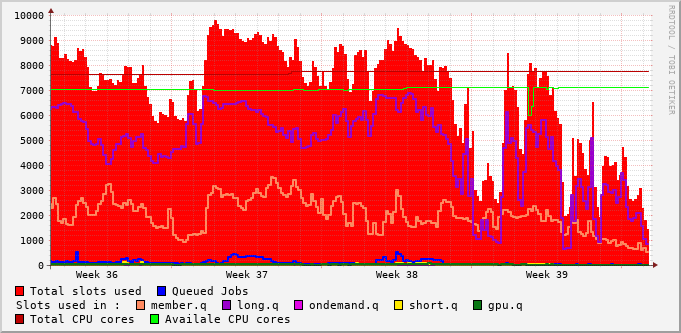 RRDTOOL / TOBI OETIKER
10000
9000
8000
7000
6000
5000
4000
3000
2000
1000
0
Week 36 Week 37 Week 38 Week 39
Total slots used Queued Jobs
Slots used in : member.q long.q ondemand.q short.q gpu.q
Total CPU cores Availale CPU cores